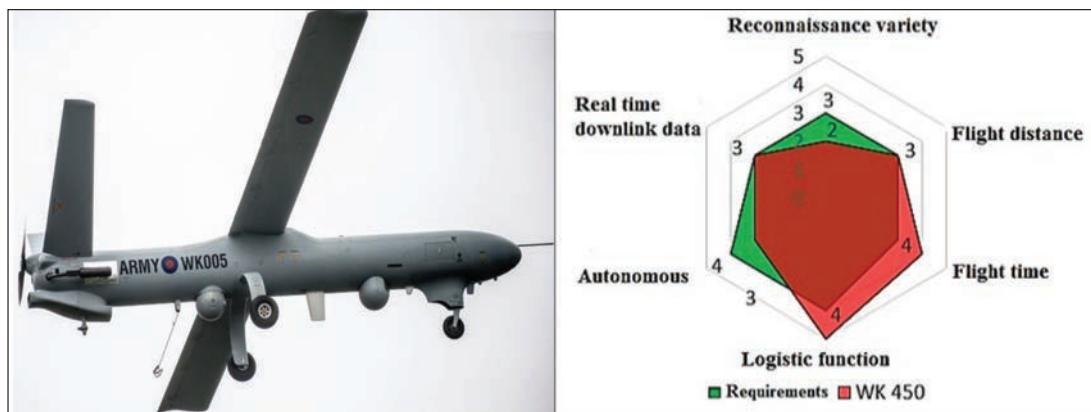 ARMY WK005
Reconnaissance variety
5
4
3
3
2
2
Real time
downlink data
3
Flight distance
3
Autonomous
4
3
Flight time
4
4
Logistic function
Requirements
WK 450